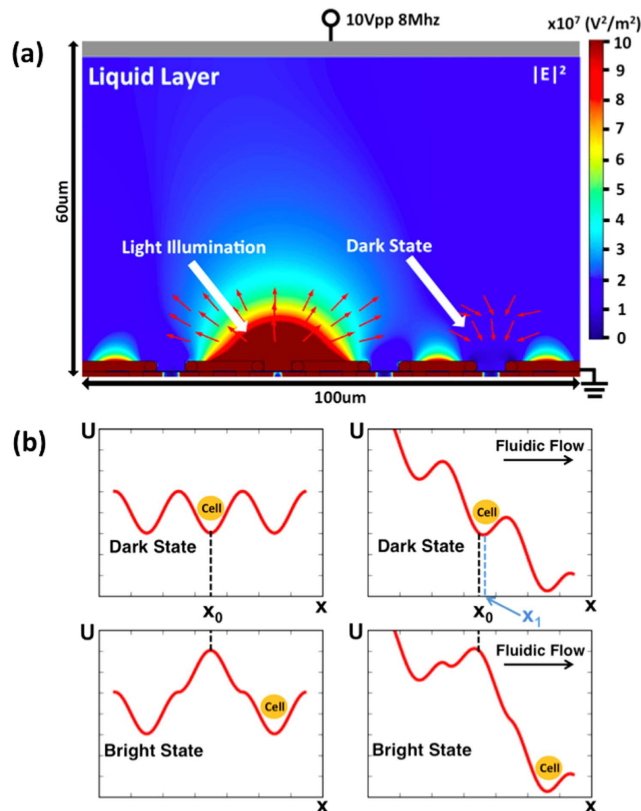 (a)
10Vpp 8Mhz
x10⁷ (V²/m²)
Liquid Layer
|E|²
10
9
8
7
6
5
4
3
2
1
0
60um
Light Illumination
Dark State
100um
(b)
U
Cell
Dark State
x₀
x
U
Fluidic Flow
Cell
Dark State
x₀
x₁
x
U
Cell
Bright State
x
U
Fluidic Flow
Bright State
Cell
x